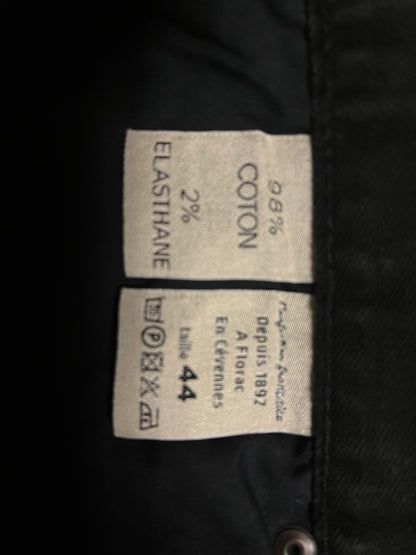 98%
COTON
2%
ELASTHANE
Depuis 1892
A Florac
En Cévennes
taille 44